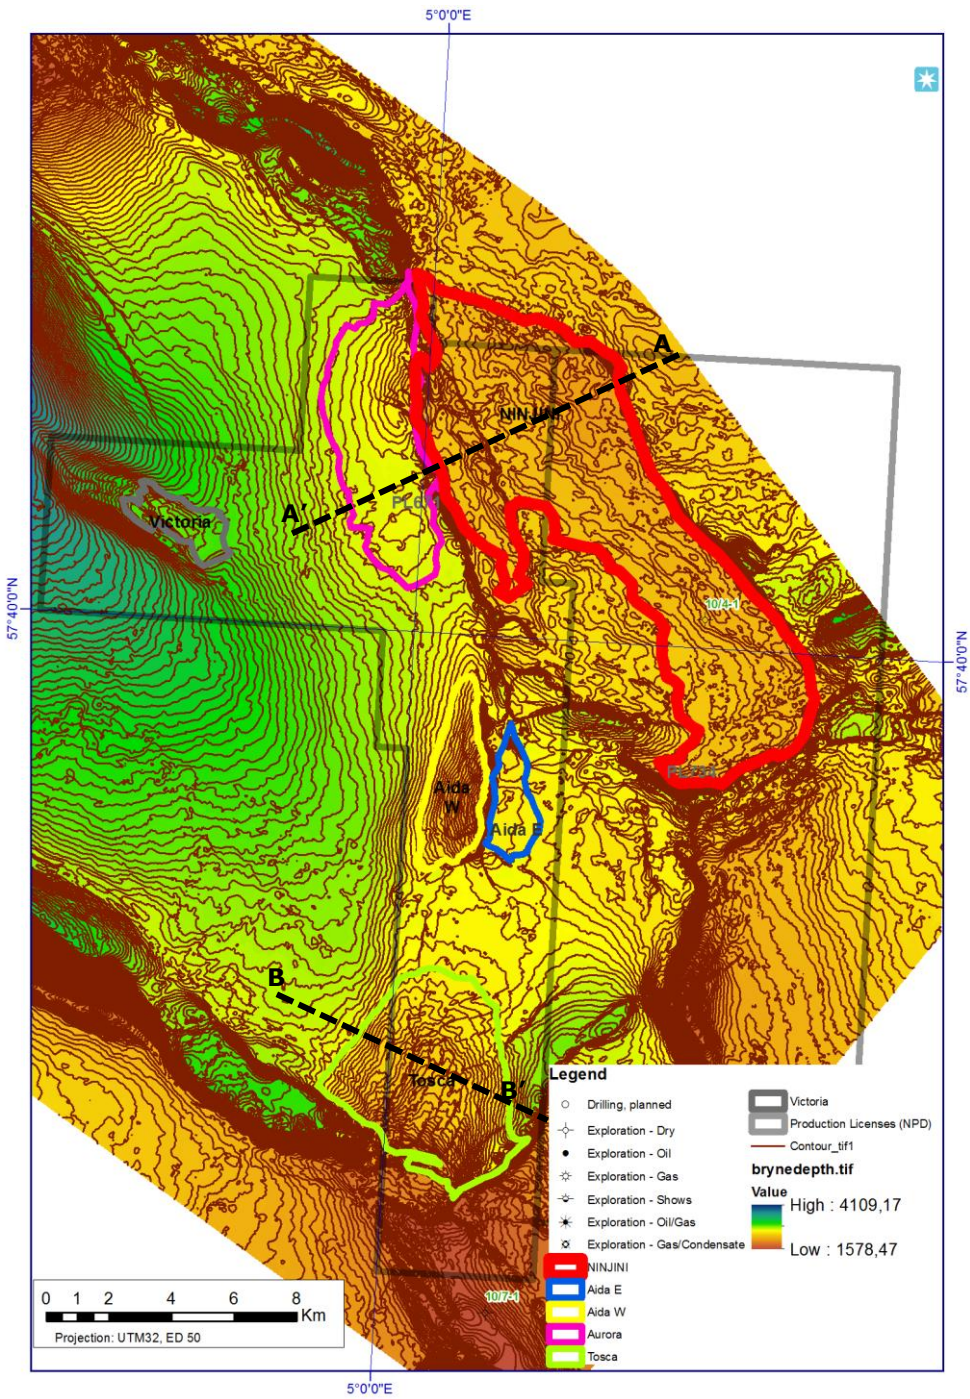 5°0'0"E
A
NINJINI
A'
Victoria
57°40'0"N
10/4-1
57°40'0"N
Aida
W
Aida E
B
Tosca
B'
Legend
Drilling, planned
Exploration - Dry
Exploration - Oil
Exploration - Gas
Exploration - Shows
Exploration - Oil/Gas
Exploration - Gas/Condensate
NINJINI
Aida E
Aida W
Aurora
Tosca
Victoria
Production Licenses (NPD)
Contour_tif1
brynedepth.tif
Value
High : 4109,17
Low : 1578,47
10/7-1
0 1 2 4 6 8
Km
Projection: UTM32, ED 50
5°0'0"E